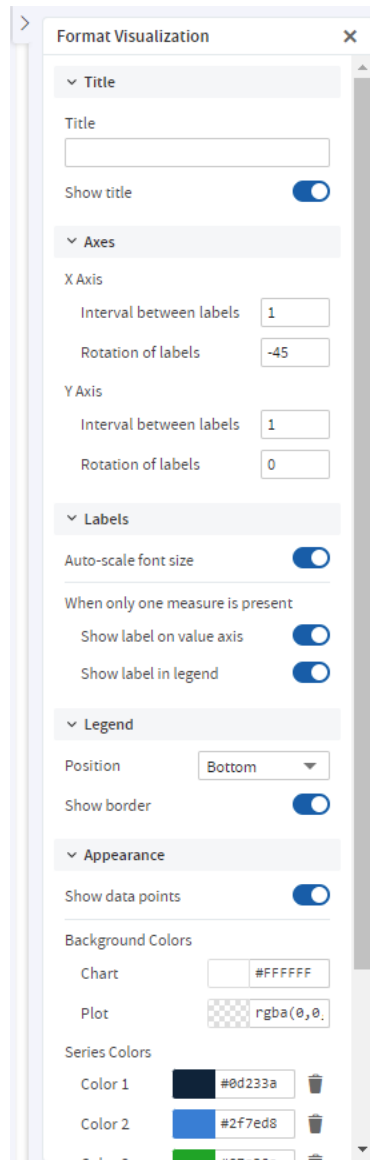 Format Visualization
Title
Title
Show title
Axes
X Axis
Interval between labels 1
Rotation of labels -45
Y Axis
Interval between labels 1
Rotation of labels 0
Labels
Auto-scale font size
When only one measure is present
Show label on value axis
Show label in legend
Legend
Position Bottom
Show border
Appearance
Show data points
Background Colors
Chart #FFFFFF
Plot rgba(0,0,
Series Colors
Color 1 #0d233a
Color 2 #2f7ed8